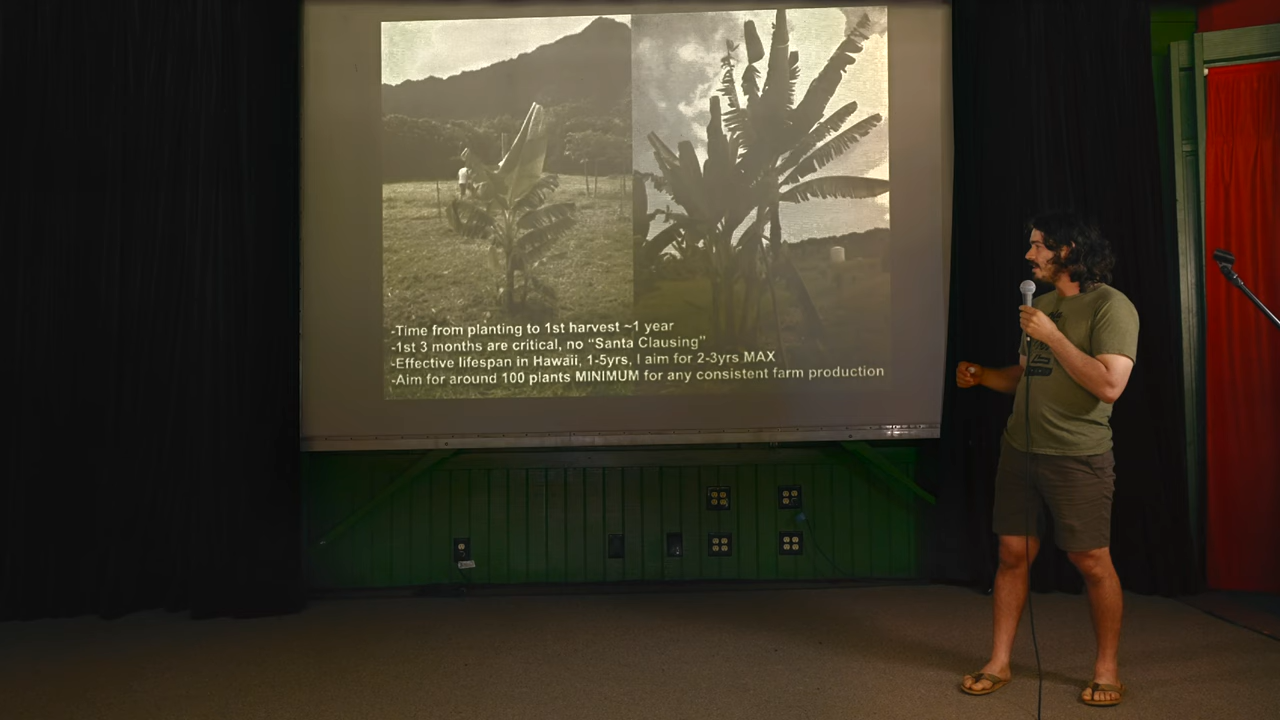 -Time from planting to 1st harvest ~1 year
-1st 3 months are critical, no “Santa Clausing”
-Effective lifespan in Hawaii, 1-5yrs, I aim for 2-3yrs MAX
-Aim for around 100 plants MINIMUM for any consistent farm production